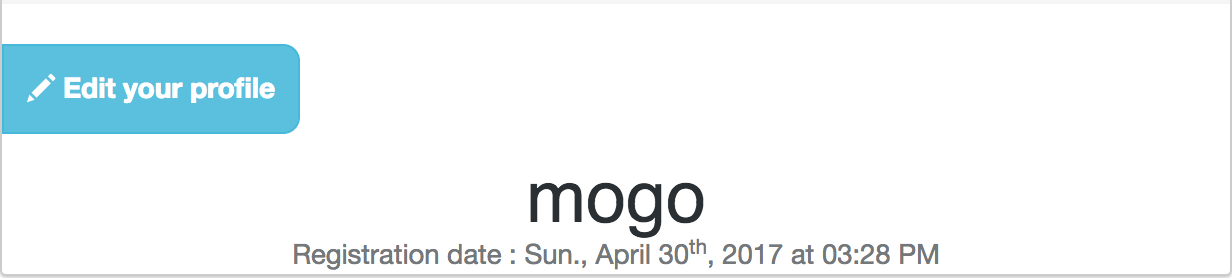 Edit your profile
mogo
Registration date : Sun., April 30th, 2017 at 03:28 PM